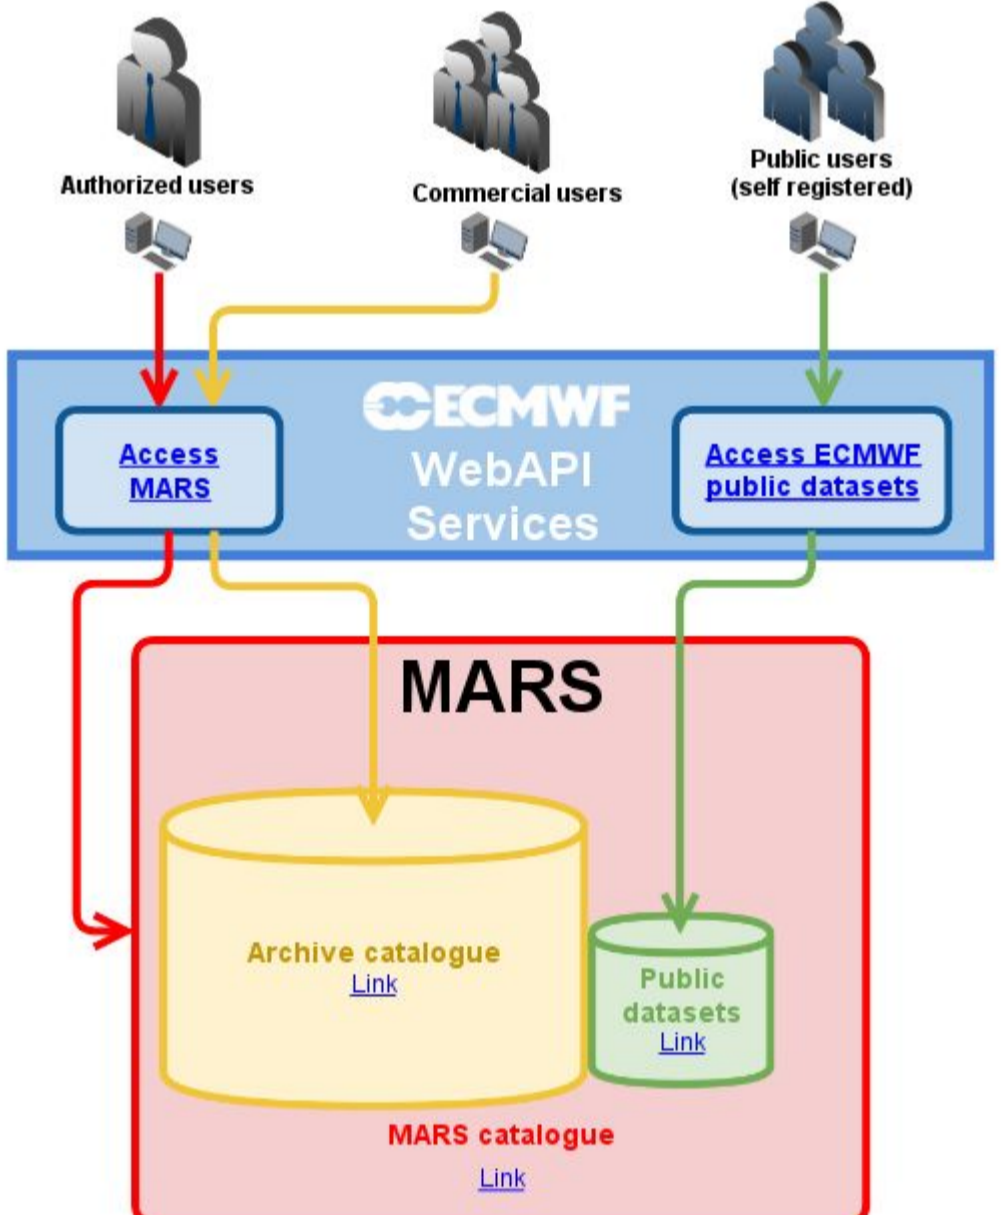 Authorized users
Commercial users
Public users
(self registered)
ECMWF
WebAPI
Services
Access
MARS
Access ECMWF
public datasets
MARS
Archive catalogue
Link
Public
datasets
Link
MARS catalogue
Link